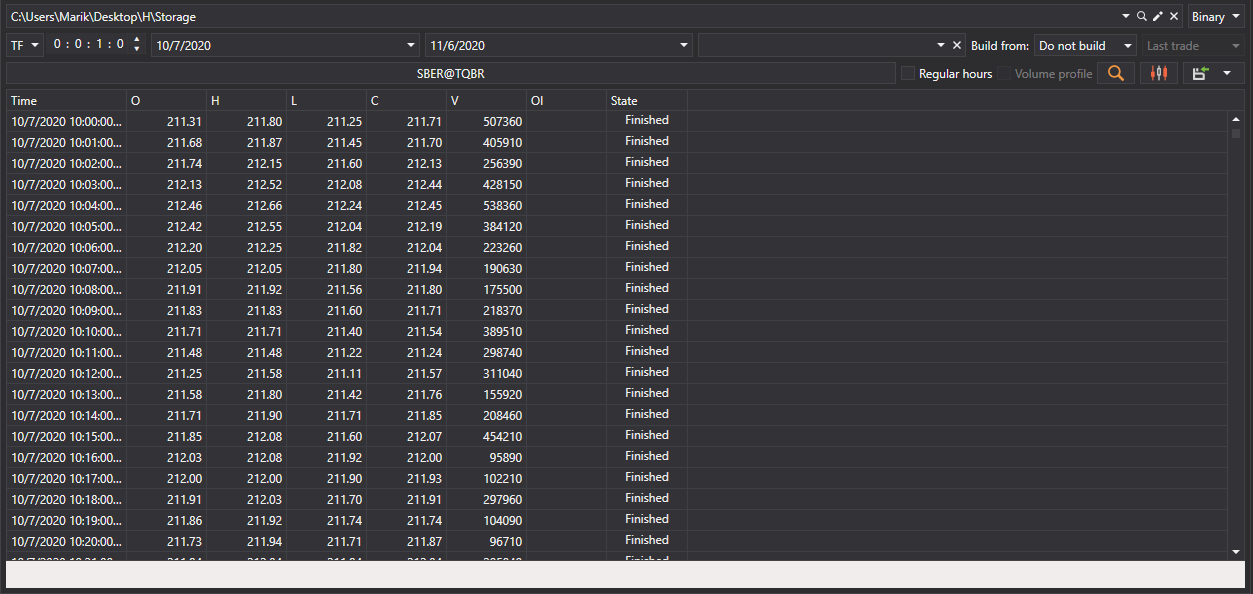 C:\Users\Marik\Desktop\H\Storage Binary
TF 0 : 0 : 1 : 0 10/7/2020 11/6/2020 Build from: Do not build Last trade
SBER@TQBR Regular hours Volume profile
Time O H L C V OI State
10/7/2020 10:00:00... 211.31 211.80 211.25 211.71 507360 Finished
10/7/2020 10:01:00... 211.68 211.87 211.45 211.70 405910 Finished
10/7/2020 10:02:00... 211.74 212.15 211.60 212.13 256390 Finished
10/7/2020 10:03:00... 212.13 212.52 212.08 212.44 428150 Finished
10/7/2020 10:04:00... 212.46 212.66 212.24 212.45 538360 Finished
10/7/2020 10:05:00... 212.42 212.55 212.04 212.19 384120 Finished
10/7/2020 10:06:00... 212.20 212.25 211.82 212.04 223260 Finished
10/7/2020 10:07:00... 212.05 212.05 211.80 211.94 190630 Finished
10/7/2020 10:08:00... 211.91 211.92 211.56 211.80 175500 Finished
10/7/2020 10:09:00... 211.83 211.83 211.60 211.71 218370 Finished
10/7/2020 10:10:00... 211.71 211.71 211.40 211.54 389510 Finished
10/7/2020 10:11:00... 211.48 211.48 211.22 211.24 298740 Finished
10/7/2020 10:12:00... 211.25 211.58 211.11 211.57 311040 Finished
10/7/2020 10:13:00... 211.58 211.80 211.42 211.76 155920 Finished
10/7/2020 10:14:00... 211.71 211.90 211.71 211.85 208460 Finished
10/7/2020 10:15:00... 211.85 212.08 211.60 212.07 454210 Finished
10/7/2020 10:16:00... 212.03 212.08 211.92 212.00 95890 Finished
10/7/2020 10:17:00... 212.00 212.00 211.90 211.93 102210 Finished
10/7/2020 10:18:00... 211.91 212.03 211.70 211.91 297960 Finished
10/7/2020 10:19:00... 211.86 211.92 211.74 211.74 104090 Finished
10/7/2020 10:20:00... 211.73 211.94 211.71 211.87 96710 Finished